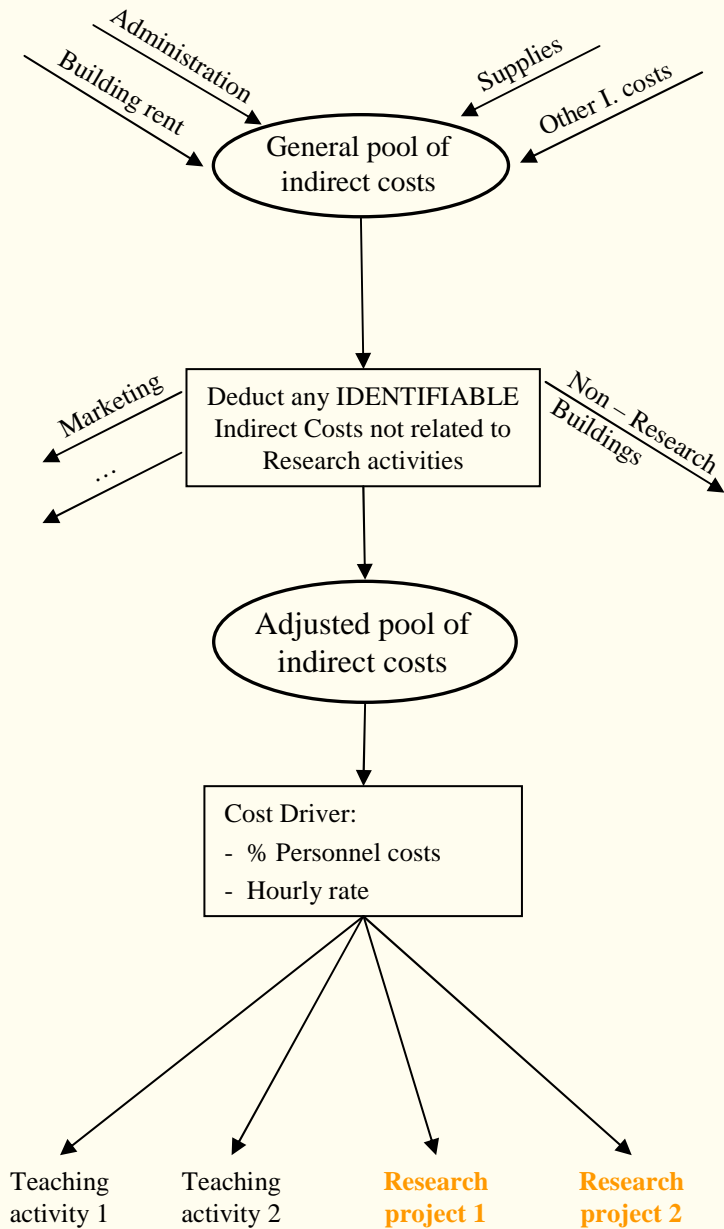 Administration
Building rent
Supplies
Other I. costs
General pool of
indirect costs
Marketing
…
Deduct any IDENTIFIABLE
Indirect Costs not related to
Research activities
Non – Research
Buildings
Adjusted pool of
indirect costs
Cost Driver:
- % Personnel costs
- Hourly rate
Teaching
activity 1
Teaching
activity 2
Research
project 1
Research
project 2